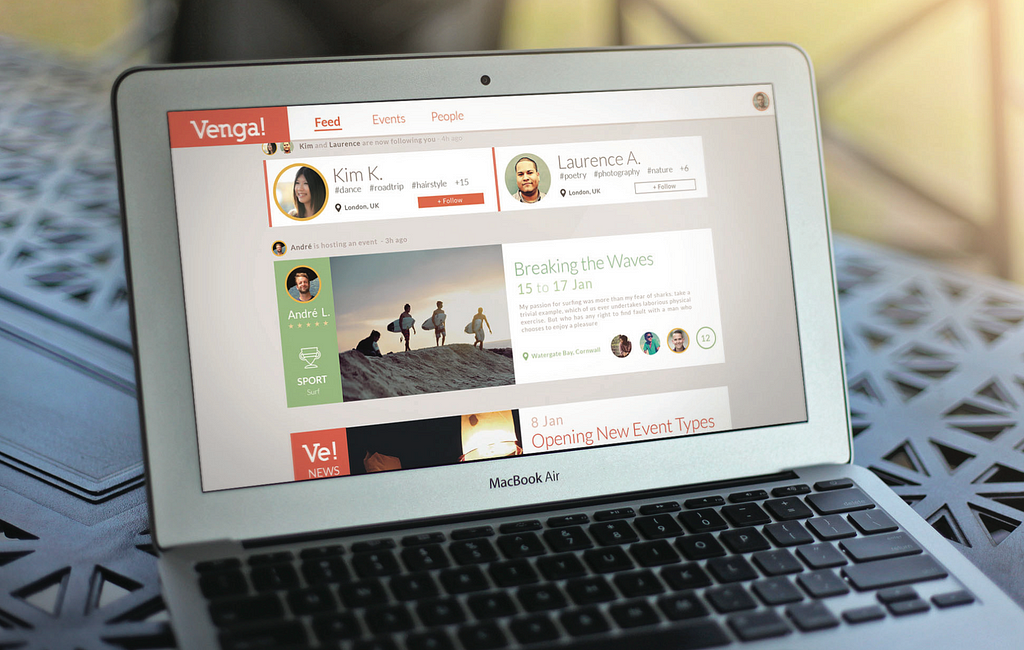 Venga!
Feed
Events
People
Kim and Laurence are now following you - 4h ago
Kim K.
#dance #roadtrip #hairstyle +15
London, UK
+ Follow
Laurence A.
#poetry #photography #nature +6
London, UK
+ Follow
André is hosting an event - 3h ago
André L.
SPORT
Surf
Breaking the Waves
15 to 17 Jan
My passion for surfing was more than my fear of sharks. take a
trivial example, which of us ever undertakes laborious physical
exercise. But who has any right to find fault with a man who
chooses to enjoy a pleasure
Watergate Bay, Cornwall
12
Ve!
NEWS
8 Jan
Opening New Event Types
MacBook Air